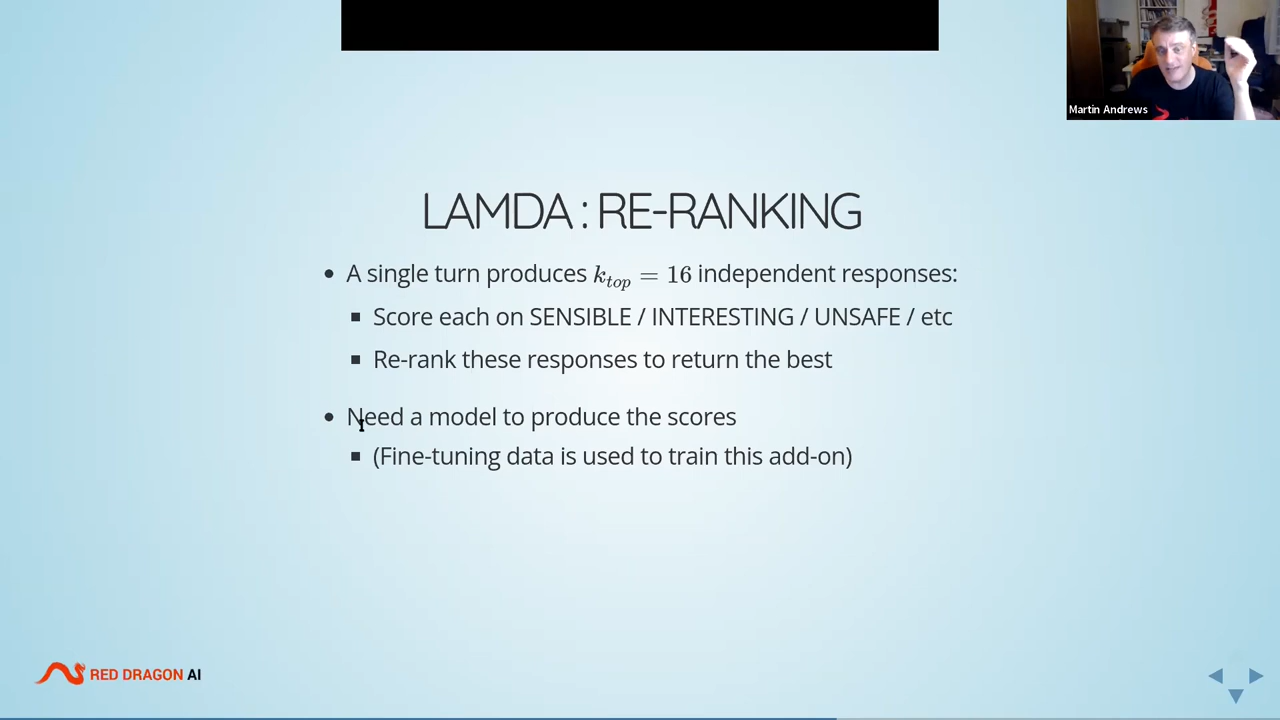 Martin Andrews
LAMDA : RE-RANKING
A single turn produces k_top = 16 independent responses:
Score each on SENSIBLE / INTERESTING / UNSAFE / etc
Re-rank these responses to return the best
Need a model to produce the scores
(Fine-tuning data is used to train this add-on)
RED DRAGON AI